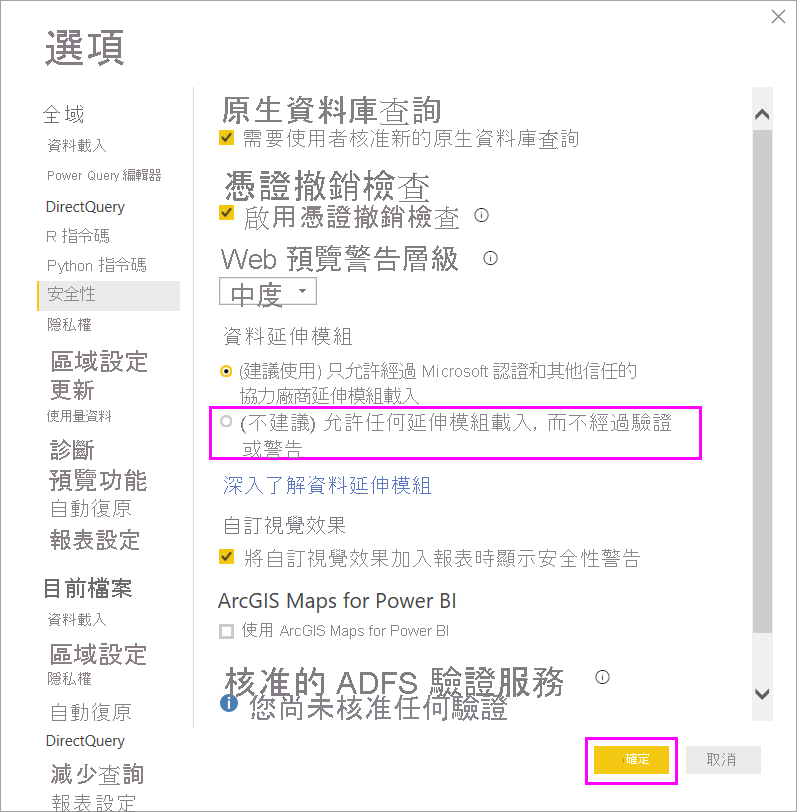 選項
全域
資料載入
Power Query 編輯器
DirectQuery
R 指令碼
Python 指令碼
安全性
隱私權
區域設定
更新
使用量資料
診斷
預覽功能
自動復原
報表設定
目前檔案
資料載入
區域設定
隱私權
自動復原
DirectQuery
減少查詢
報表設定
原生資料庫查詢
需要使用者核准新的原生資料庫查詢
憑證撤銷檢查
啟用憑證撤銷檢查
Web 預覽警告層級
中度
資料延伸模組
(建議使用) 只允許經過 Microsoft 認證和其他信任的
協力廠商延伸模組載入
(不建議) 允許任何延伸模組載入, 而不經過驗證
或警告
深入了解資料延伸模組
自訂視覺效果
將自訂視覺效果加入報表時顯示安全性警告
ArcGIS Maps for Power BI
使用 ArcGIS Maps for Power BI
核准的 ADFS 驗證服務
您尚未核准任何驗證
確定
取消